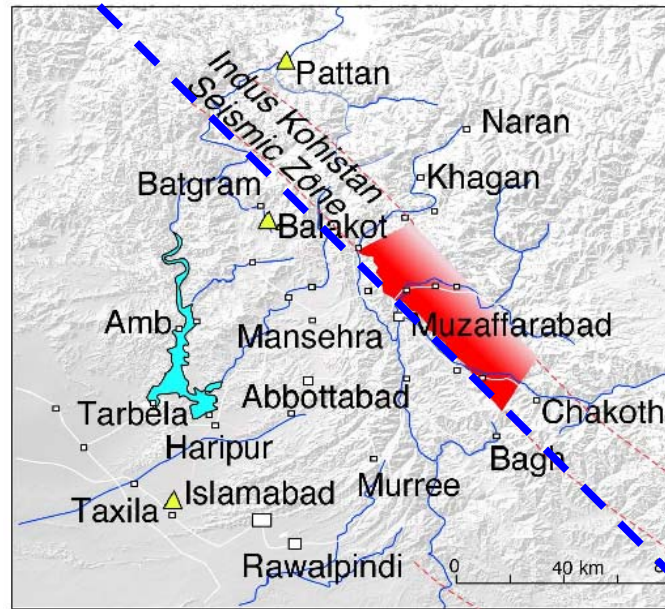 Pattan
Indus Kohistan
Seismic Zone
Naran
Khagan
Batgram
Balakot
Amb
Mansehra
Muzaffarabad
Abbottabad
Chakoth
Tarbela
Haripur
Bagh
Murree
Islamabad
Taxila
Rawalpindi
0 40 km 8